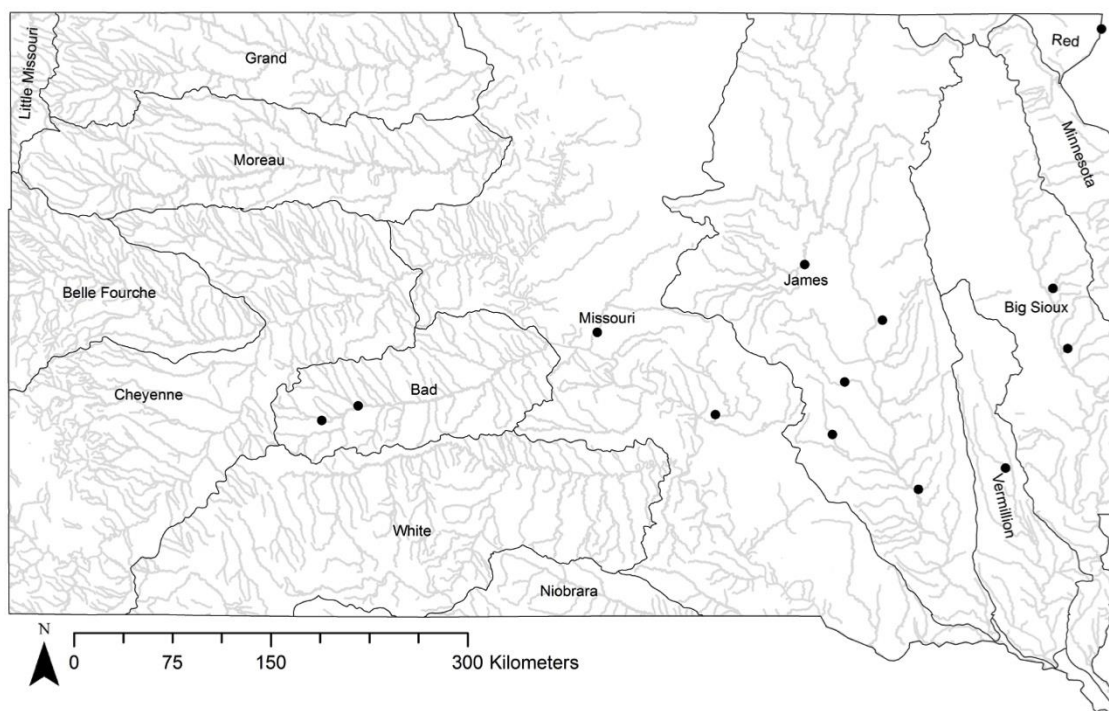 Little Missouri
Grand
Red
Moreau
Minnesota
Belle Fourche
James
Big Sioux
Missouri
Cheyenne
Bad
White
Vermillion
Niobrara
N
0 75 150 300 Kilometers